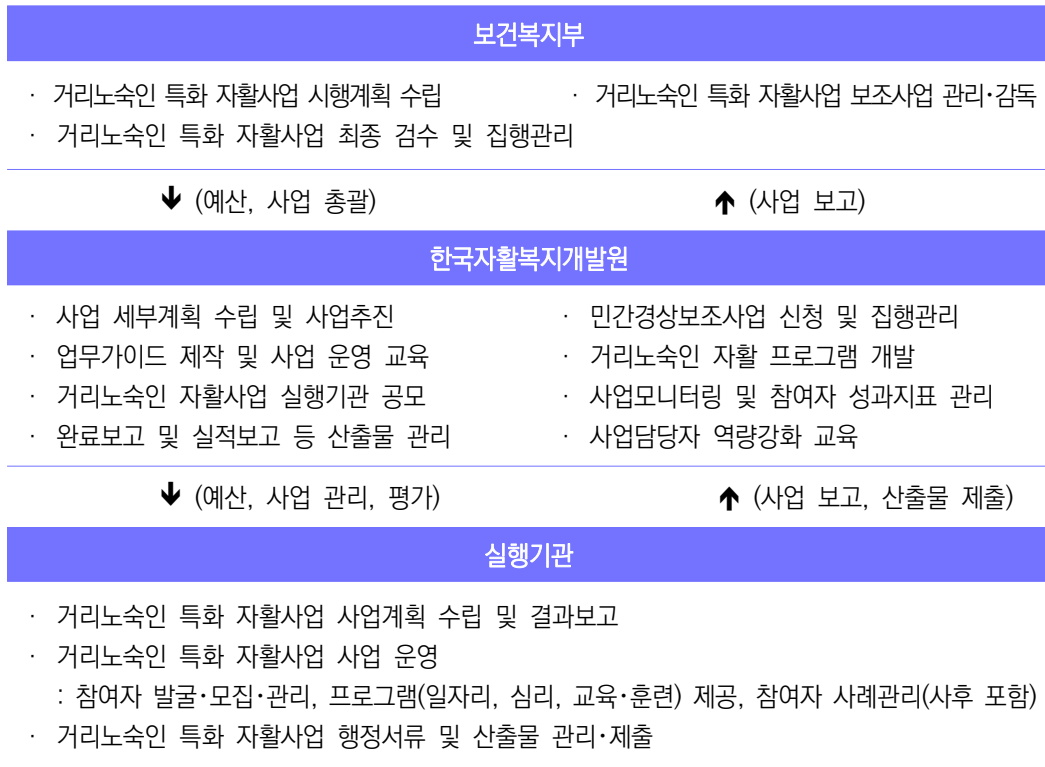 보건복지부
· 거리노숙인 특화 자활사업 시행계획 수립 · 거리노숙인 특화 자활사업 보조사업 관리·감독
· 거리노숙인 특화 자활사업 최종 검수 및 집행관리
↓ (예산, 사업 총괄) ↑ (사업 보고)
한국자활복지개발원
· 사업 세부계획 수립 및 사업추진 · 민간경상보조사업 신청 및 집행관리
· 업무가이드 제작 및 사업 운영 교육 · 거리노숙인 자활 프로그램 개발
· 거리노숙인 자활사업 실행기관 공모 · 사업모니터링 및 참여자 성과지표 관리
· 완료보고 및 실적보고 등 산출물 관리 · 사업담당자 역량강화 교육
↓ (예산, 사업 관리, 평가) ↑ (사업 보고, 산출물 제출)
실행기관
· 거리노숙인 특화 자활사업 사업계획 수립 및 결과보고
· 거리노숙인 특화 자활사업 사업 운영
: 참여자 발굴·모집·관리, 프로그램(일자리, 심리, 교육·훈련) 제공, 참여자 사례관리(사후 포함)
· 거리노숙인 특화 자활사업 행정서류 및 산출물 관리·제출